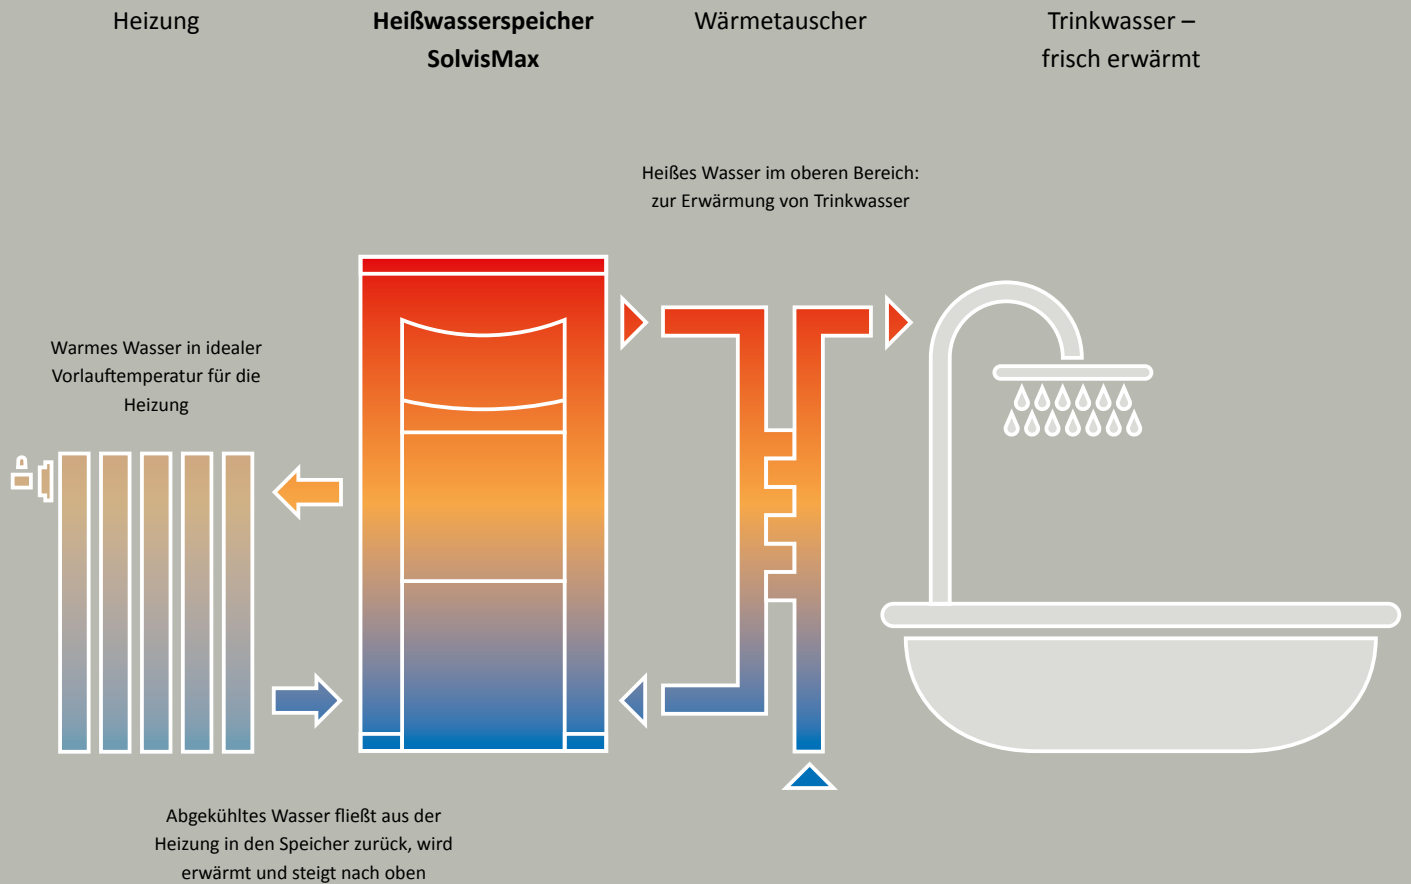 Heizung
Heißwasserspeicher
SolvisMax
Wärmetauscher
Trinkwasser –
frisch erwärmt
Heißes Wasser im oberen Bereich:
zur Erwärmung von Trinkwasser
Warmes Wasser in idealer
Vorlauftemperatur für die
Heizung
Abgekühltes Wasser fließt aus der
Heizung in den Speicher zurück, wird
erwärmt und steigt nach oben